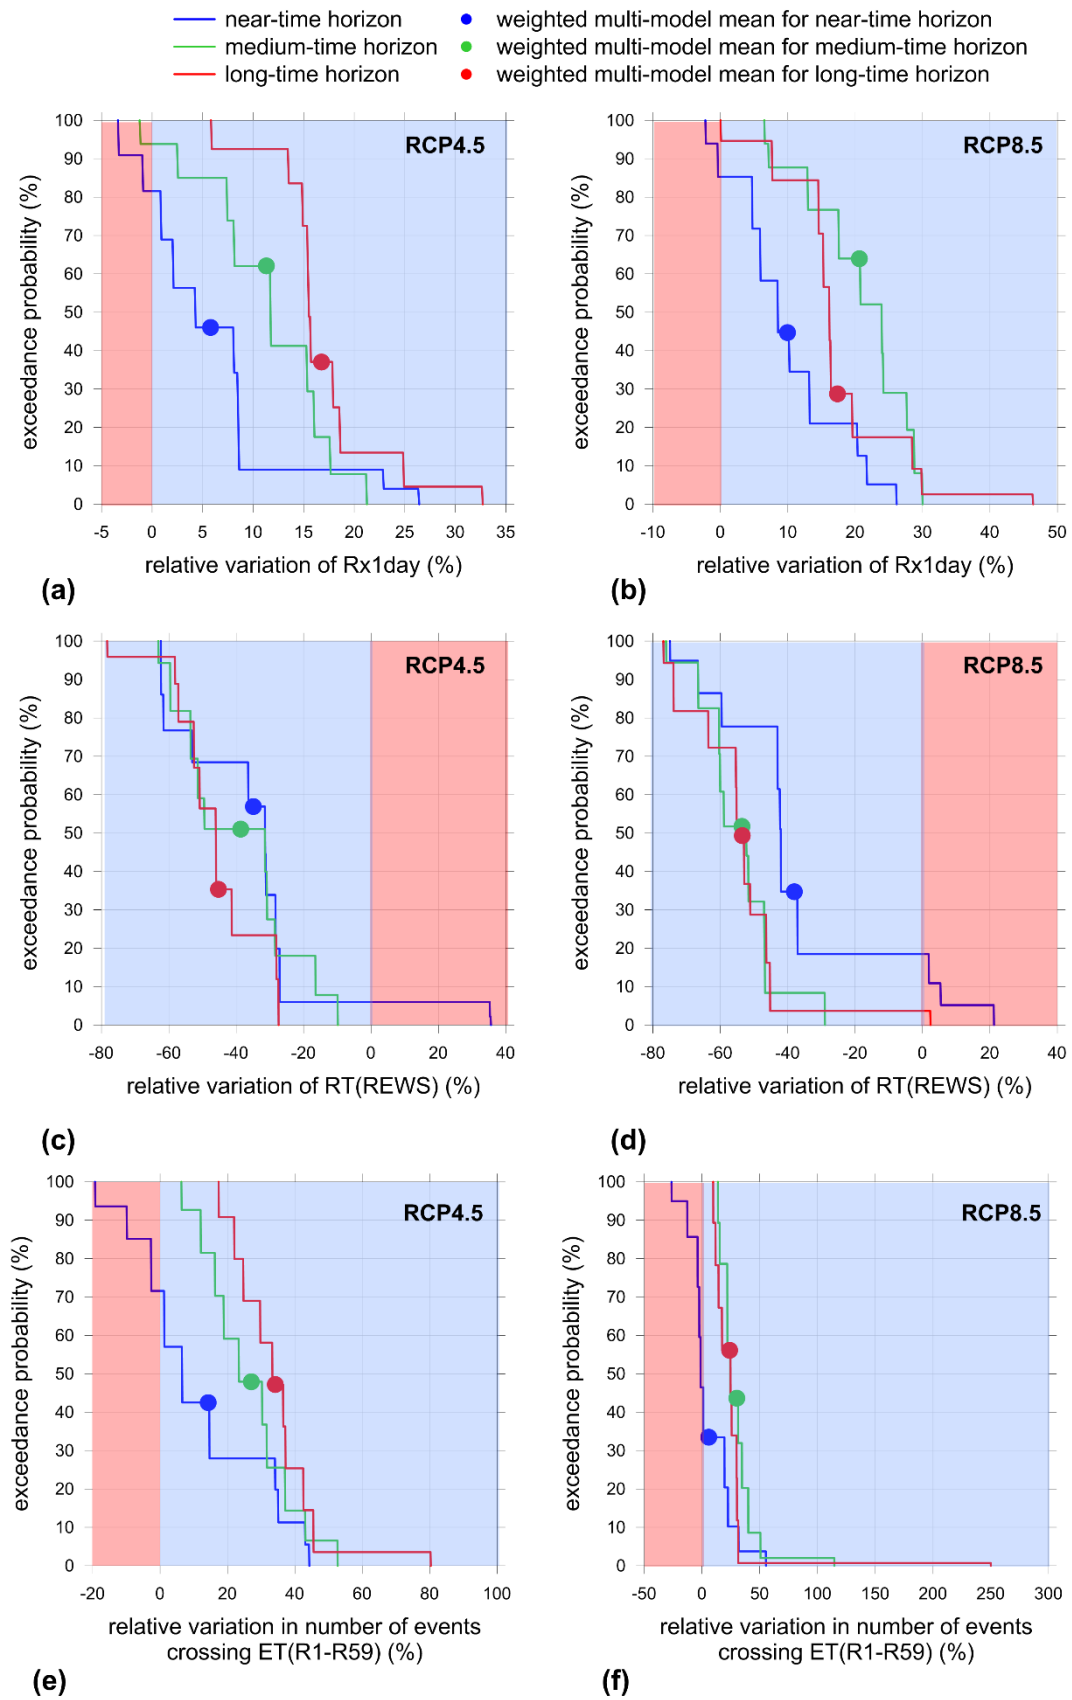 near-time horizon
weighted multi-model mean for near-time horizon
medium-time horizon
weighted multi-model mean for medium-time horizon
long-time horizon
weighted multi-model mean for long-time horizon
RCP4.5
exceedance probability (%)
100
90
80
70
60
50
40
30
20
10
0
-5 0 5 10 15 20 25 30 35
relative variation of Rx1day (%)
(a)
RCP8.5
exceedance probability (%)
100
90
80
70
60
50
40
30
20
10
0
-10 0 10 20 30 40 50
relative variation of Rx1day (%)
(b)
RCP4.5
exceedance probability (%)
100
90
80
70
60
50
40
30
20
10
0
-80 -60 -40 -20 0 20 40
relative variation of RT(REWS) (%)
(c)
RCP8.5
exceedance probability (%)
100
90
80
70
60
50
40
30
20
10
0
-80 -60 -40 -20 0 20 40
relative variation of RT(REWS) (%)
(d)
RCP4.5
exceedance probability (%)
100
90
80
70
60
50
40
30
20
10
0
-20 0 20 40 60 80 100
relative variation in number of events
crossing ET(R1-R59) (%)
(e)
RCP8.5
exceedance probability (%)
100
90
80
70
60
50
40
30
20
10
0
-50 0 50 100 150 200 250 300
relative variation in number of events
crossing ET(R1-R59) (%)
(f)